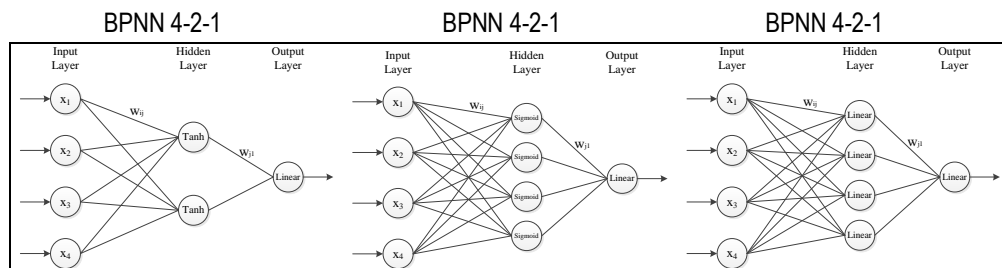 BPNN 4-2-1
Input Layer
Hidden Layer
Output Layer
x1
x2
x3
x4
wij
Tanh
Tanh
wj1
Linear
BPNN 4-2-1
Input Layer
Hidden Layer
Output Layer
x1
x2
x3
x4
wij
Sigmoid
Sigmoid
Sigmoid
Sigmoid
wj1
Linear
BPNN 4-2-1
Input Layer
Hidden Layer
Output Layer
x1
x2
x3
x4
wij
Linear
Linear
Linear
Linear
wj1
Linear